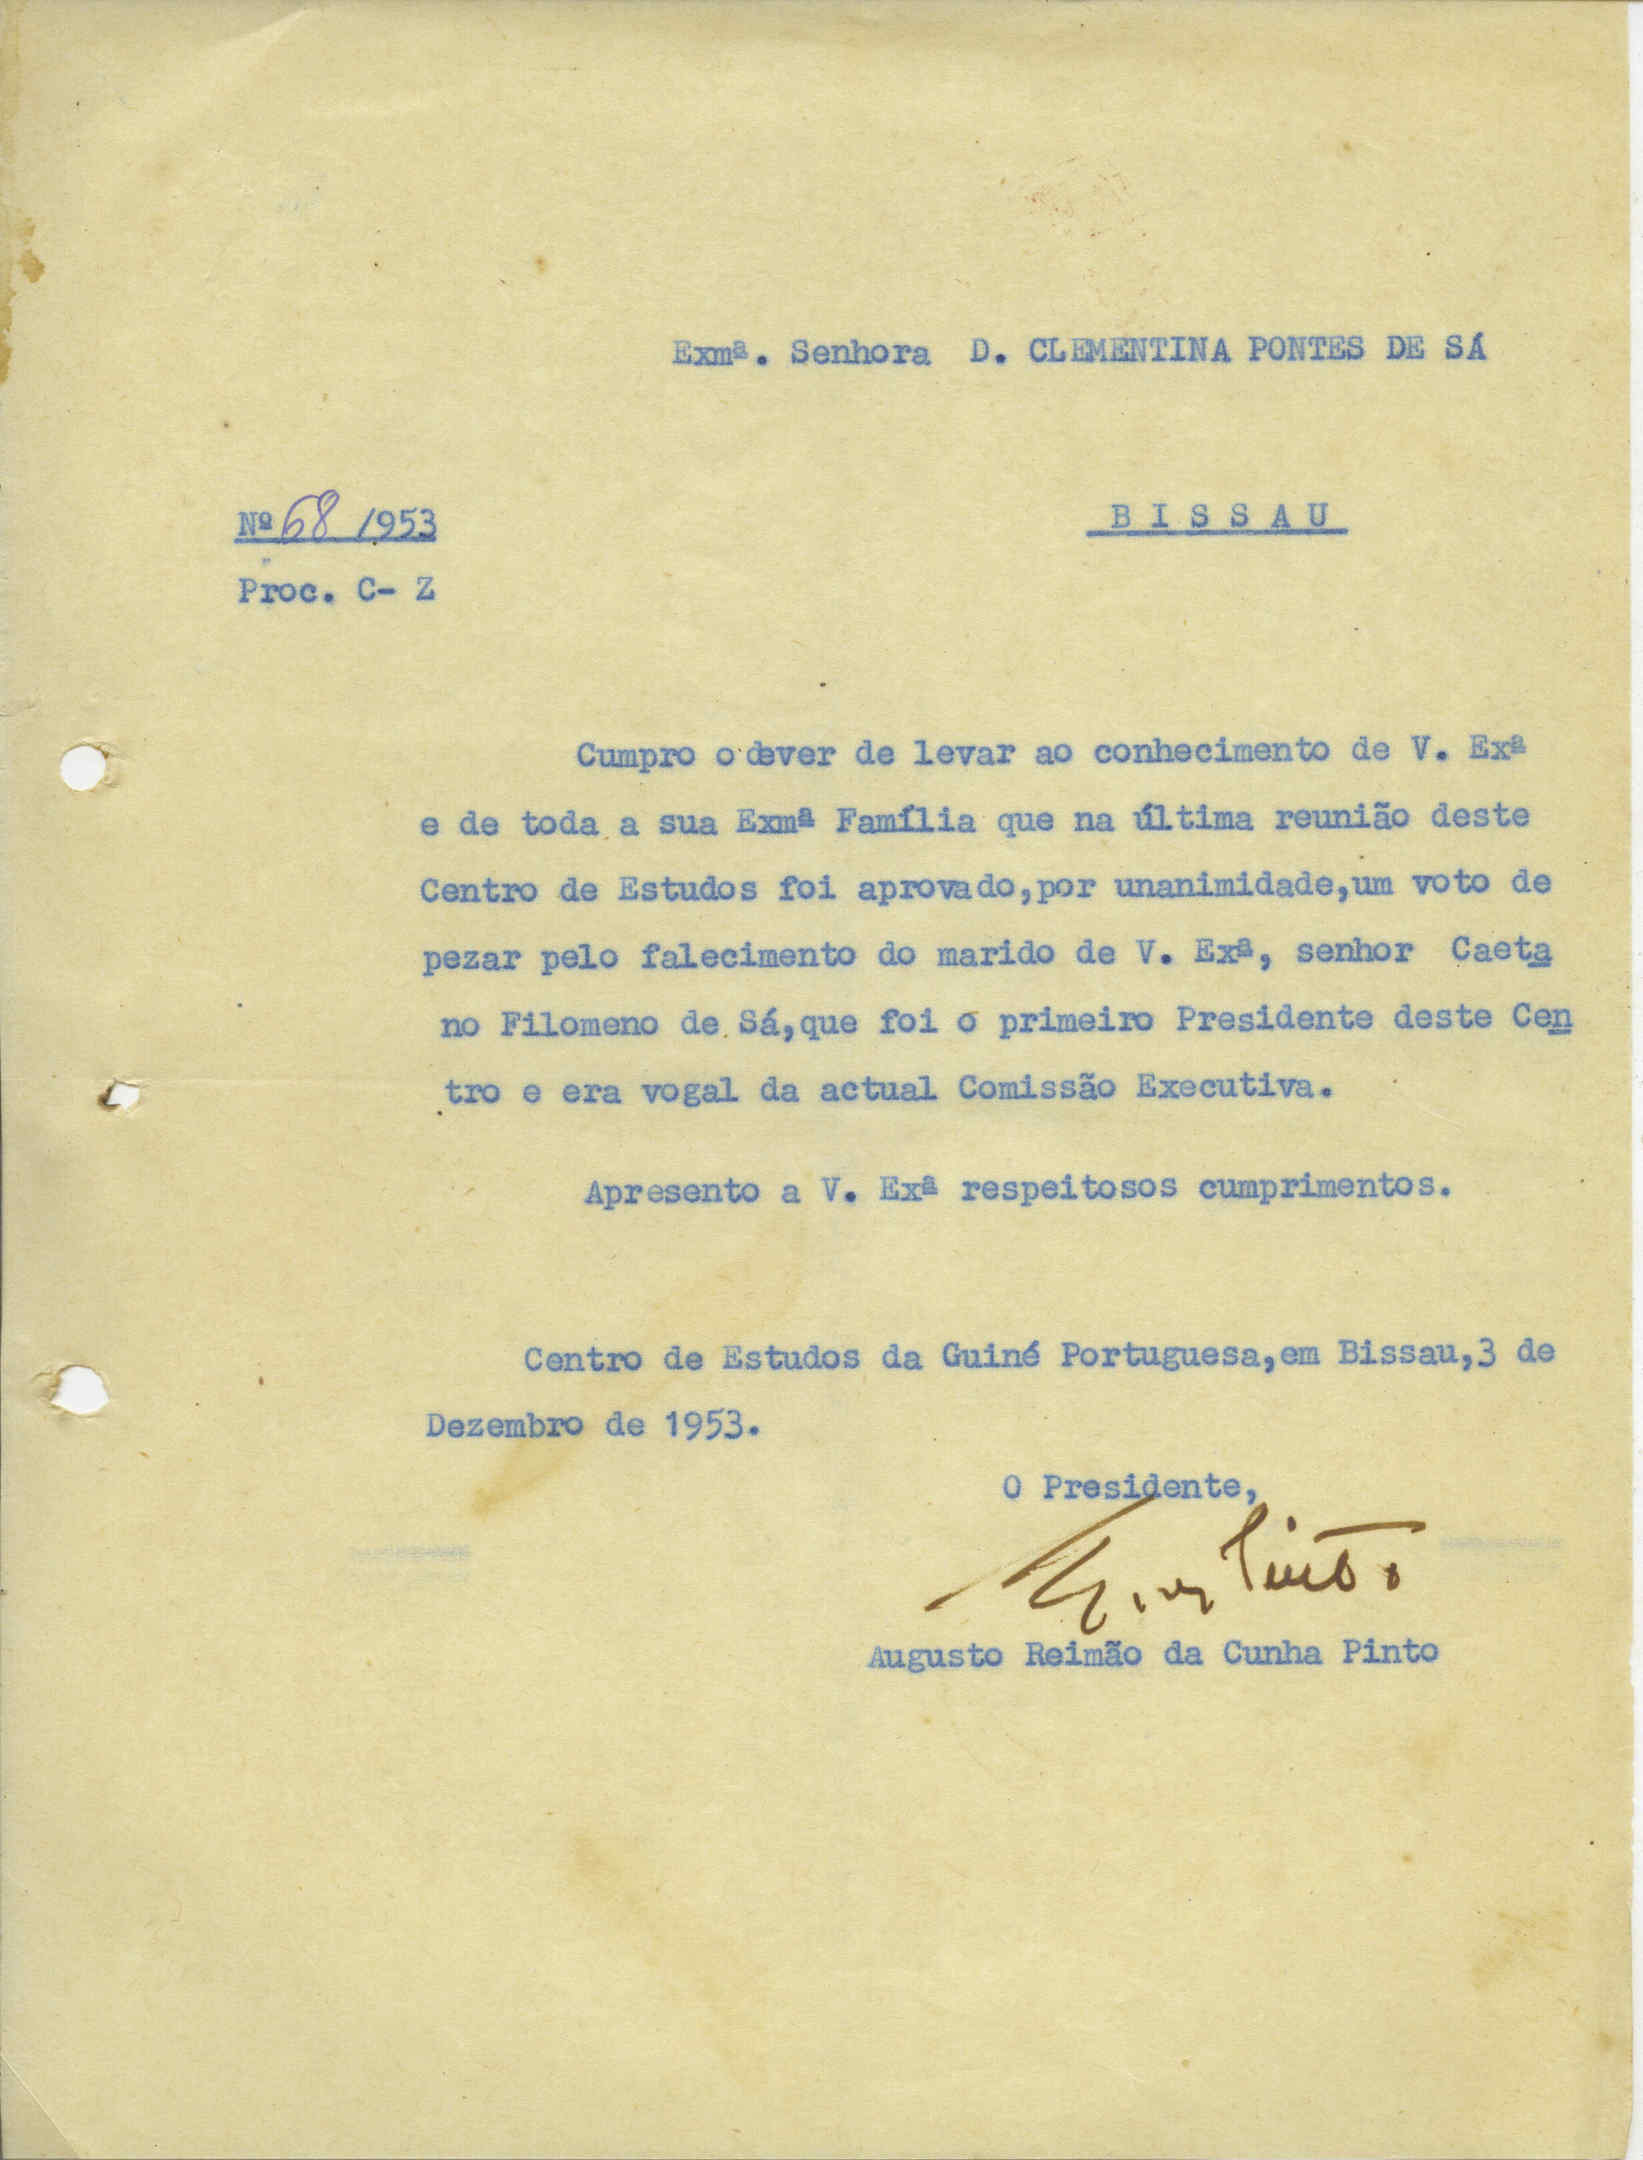 Exmª. Senhora D. CLEMENTINA PONTES DE SÁ
Nº 68 /953
BISSAU
Proc. C- Z
Cumpro o dever de levar ao conhecimento de V. Exª
e de toda a sua Exmª Família que na última reunião deste
Centro de Estudos foi aprovado,por unanimidade,um voto de
pezar pelo falecimento do marido de V. Exª, senhor Caeta
no Filomeno de Sá,que foi o primeiro Presidente deste Cen
tro e era vogal da actual Comissão Executiva.
Apresento a V. Exª respeitosos cumprimentos.
Centro de Estudos da Guiné Portuguesa,em Bissau,3 de
Dezembro de 1953.
O Presidente,
Augusto Reimão da Cunha Pinto